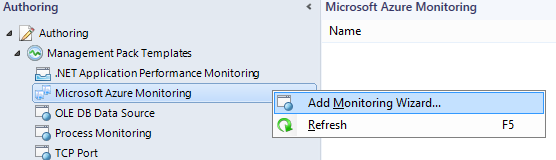 Authoring
Microsoft Azure Monitoring
Authoring
Name
Management Pack Templates
.NET Application Performance Monitoring
Microsoft Azure Monitoring
Add Monitoring Wizard...
OLE DB Data Source
Refresh F5
Process Monitoring
TCP Port